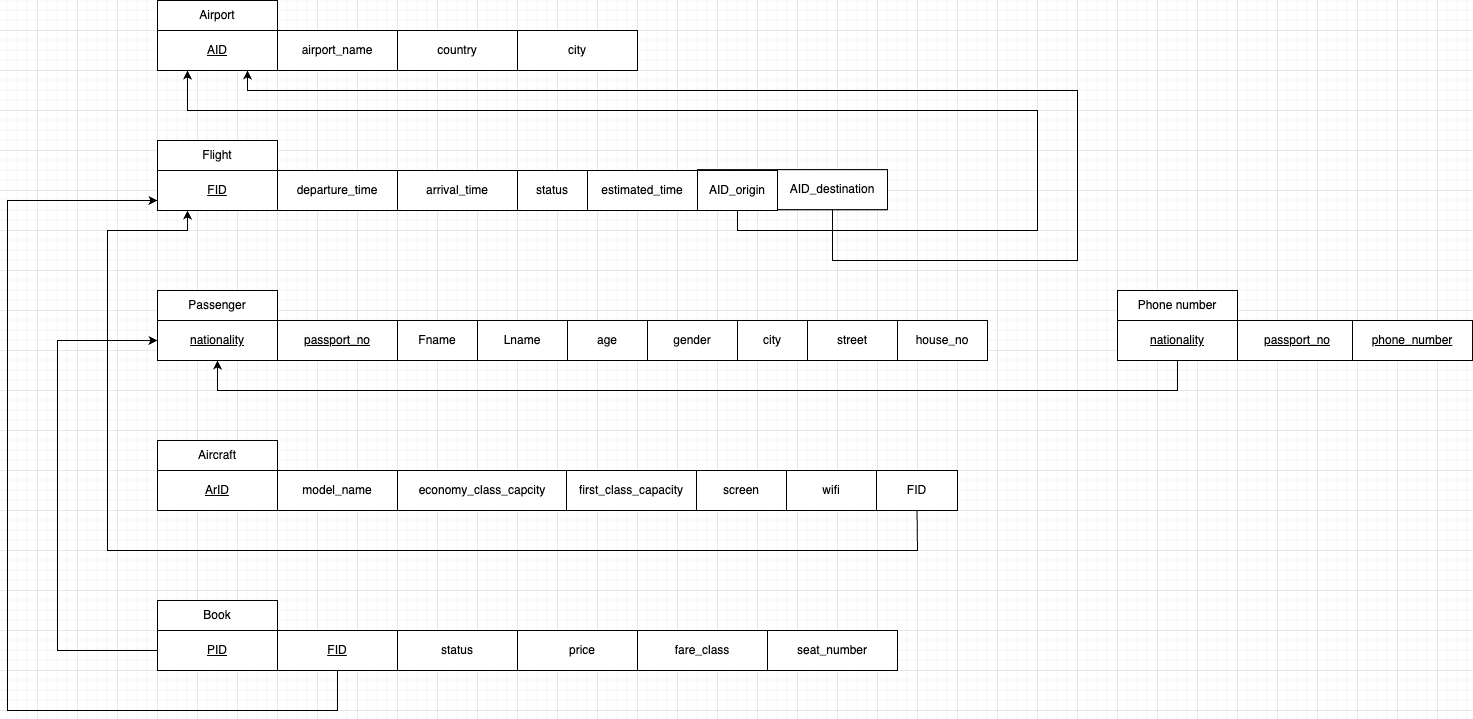 Airport
AID airport_name country city
Flight
FID departure_time arrival_time status estimated_time AID_origin AID_destination
Passenger
nationality passport_no Fname Lname age gender city street house_no
Phone number
nationality passport_no phone_number
Aircraft
ArID model_name economy_class_capcity first_class_capacity screen wifi FID
Book
PID FID status price fare_class seat_number